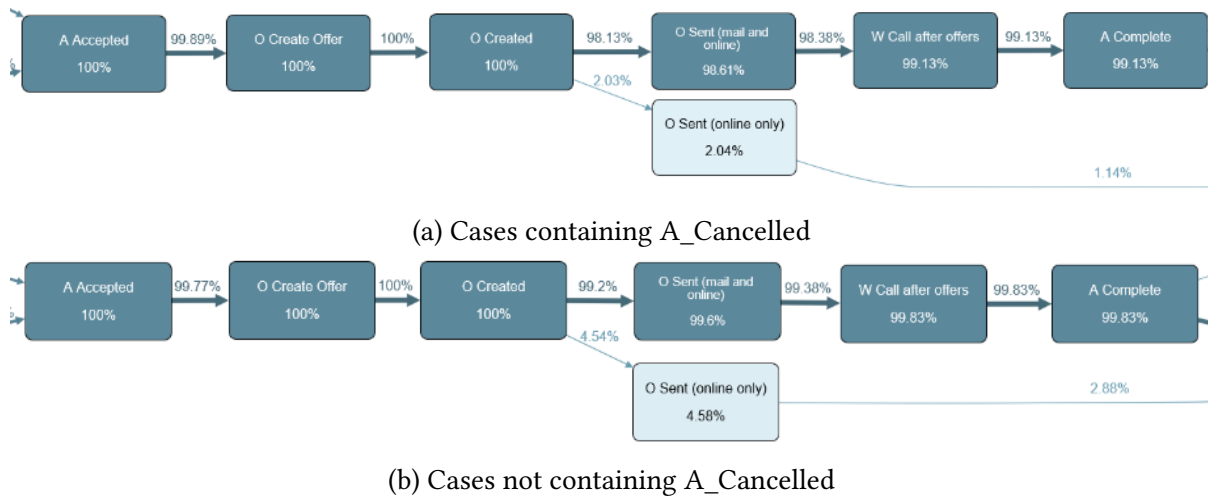 A Accepted
100%
99.89%
O Create Offer
100%
100%
O Created
100%
98.13%
2.03%
O Sent (mail and
online)
98.61%
98.38%
W Call after offers
99.13%
99.13%
A Complete
99.13%
O Sent (online only)
2.04%
1.14%
%
(a) Cases containing A_Cancelled
A Accepted
100%
99.77%
O Create Offer
100%
100%
O Created
100%
99.2%
4.54%
O Sent (mail and
online)
99.6%
99.38%
W Call after offers
99.83%
99.83%
A Complete
99.83%
O Sent (online only)
4.58%
2.88%
%
(b) Cases not containing A_Cancelled